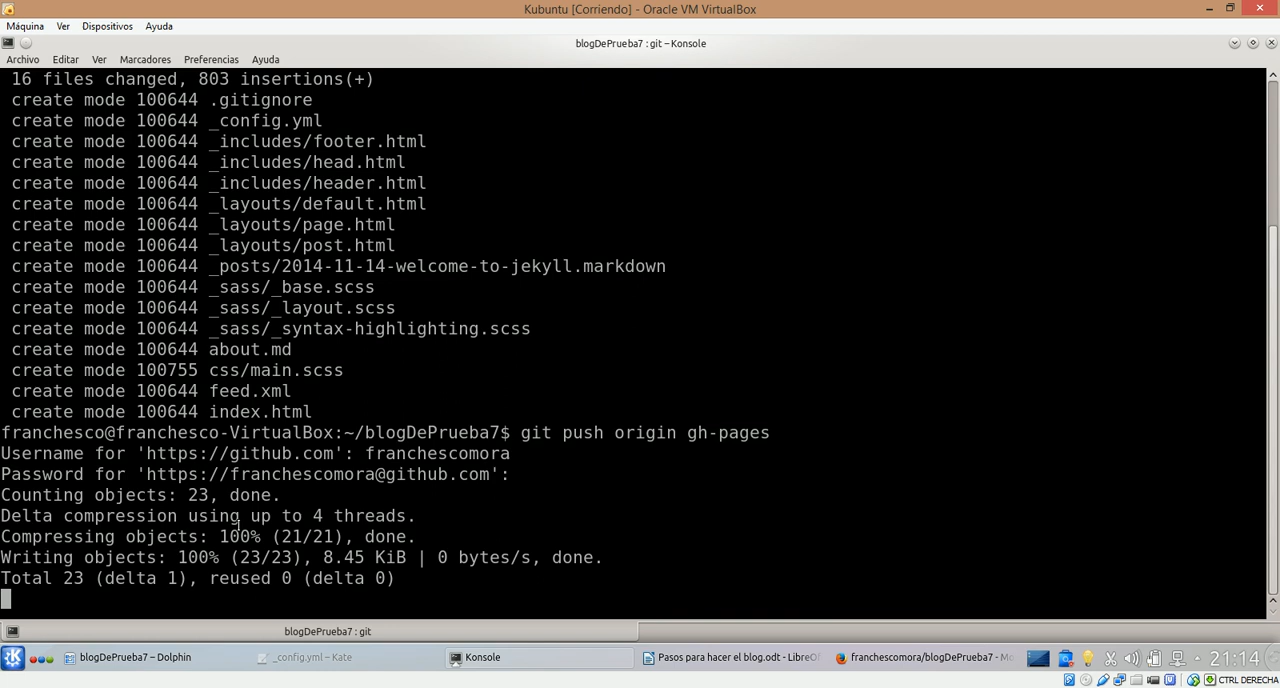 Kubuntu [Corriendo] - Oracle VM VirtualBox
Máquina Ver Dispositivos Ayuda
blogDePrueba7 : git – Konsole
Archivo Editar Ver Marcadores Preferencias Ayuda
16 files changed, 803 insertions(+)
create mode 100644 .gitignore
create mode 100644 _config.yml
create mode 100644 _includes/footer.html
create mode 100644 _includes/head.html
create mode 100644 _includes/header.html
create mode 100644 _layouts/default.html
create mode 100644 _layouts/page.html
create mode 100644 _layouts/post.html
create mode 100644 _posts/2014-11-14-welcome-to-jekyll.markdown
create mode 100644 _sass/_base.scss
create mode 100644 _sass/_layout.scss
create mode 100644 _sass/_syntax-highlighting.scss
create mode 100644 about.md
create mode 100755 css/main.scss
create mode 100644 feed.xml
create mode 100644 index.html
franchesco@franchesco-VirtualBox:~/blogDePrueba7$ git push origin gh-pages
Username for 'https://github.com': franchescomora
Password for 'https://franchescomora@github.com':
Counting objects: 23, done.
Delta compression using up to 4 threads.
Compressing objects: 100% (21/21), done.
Writing objects: 100% (23/23), 8.45 KiB | 0 bytes/s, done.
Total 23 (delta 1), reused 0 (delta 0)
blogDePrueba7 : git
blogDePrueba7 – Dolphin _config.yml – Kate Konsole Pasos para hacer el blog.odt - LibreOf franchescomora/blogDePrueba7 - Mo 21:14
CTRL DERECHA